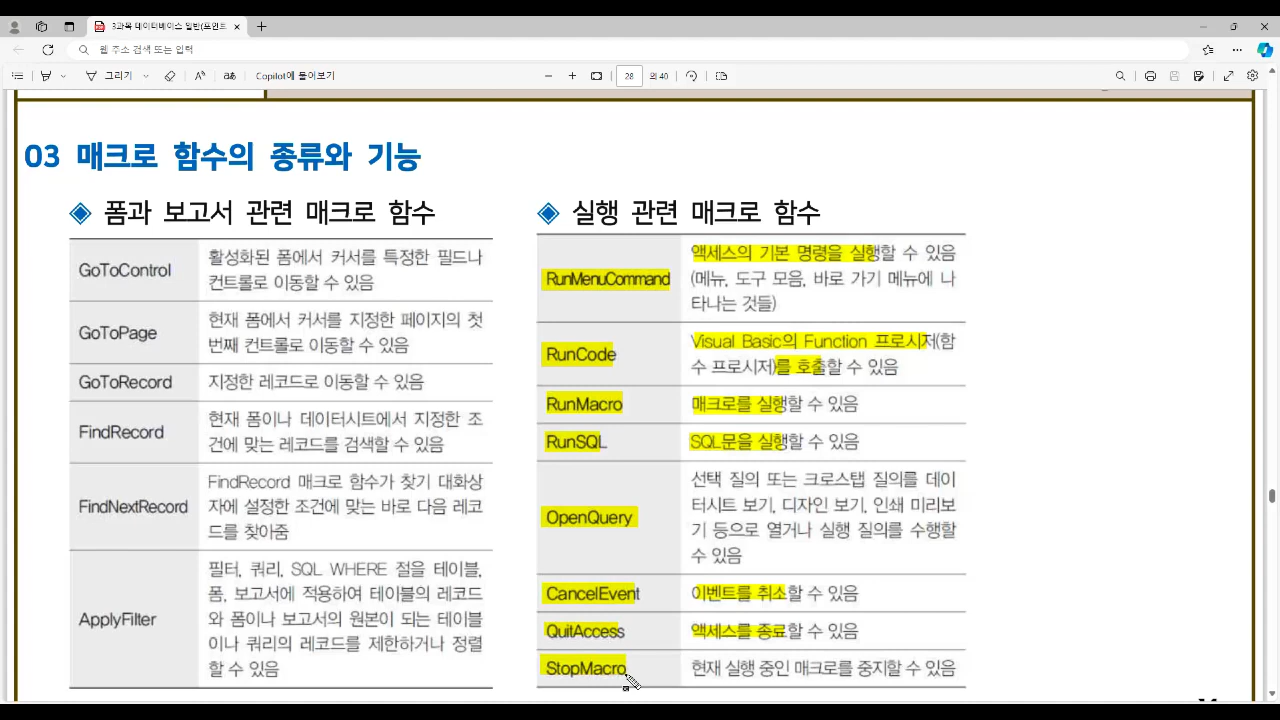 3과목 데이터베이스 일반(포인트
웹 주소 검색 또는 입력
그리기
Copilot에 물어보기
28
의 40
03 매크로 함수의 종류와 기능
폼과 보고서 관련 매크로 함수
GoToControl
활성화된 폼에서 커서를 특정한 필드나
컨트롤로 이동할 수 있음
GoToPage
현재 폼에서 커서를 지정한 페이지의 첫
번째 컨트롤로 이동할 수 있음
GoToRecord
지정한 레코드로 이동할 수 있음
FindRecord
현재 폼이나 데이터시트에서 지정한 조
건에 맞는 레코드를 검색할 수 있음
FindNextRecord
FindRecord 매크로 함수가 찾기 대화상
자에 설정한 조건에 맞는 바로 다음 레코
드를 찾아줌
ApplyFilter
필터, 쿼리, SQL WHERE 절을 테이블,
폼, 보고서에 적용하여 테이블의 레코드
와 폼이나 보고서의 원본이 되는 테이블
이나 쿼리의 레코드를 제한하거나 정렬
할 수 있음
실행 관련 매크로 함수
RunMenuCommand
액세스의 기본 명령을 실행할 수 있음
(메뉴, 도구 모음, 바로 가기 메뉴에 나
타나는 것들)
RunCode
Visual Basic의 Function 프로시저(함
수 프로시저)를 호출할 수 있음
RunMacro
매크로를 실행할 수 있음
RunSQL
SQL문을 실행할 수 있음
OpenQuery
선택 질의 또는 크로스탭 질의를 데이
터시트 보기, 디자인 보기, 인쇄 미리보
기 등으로 열거나 실행 질의를 수행할
수 있음
CancelEvent
이벤트를 취소할 수 있음
QuitAccess
액세스를 종료할 수 있음
StopMacro
현재 실행 중인 매크로를 중지할 수 있음